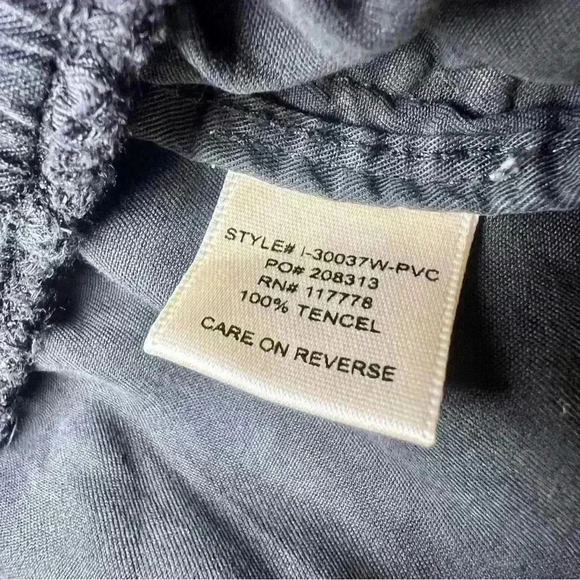 STYLE# I-30037W-PVC
PO# 208313
RN# 117778
100% TENCEL
CARE ON REVERSE